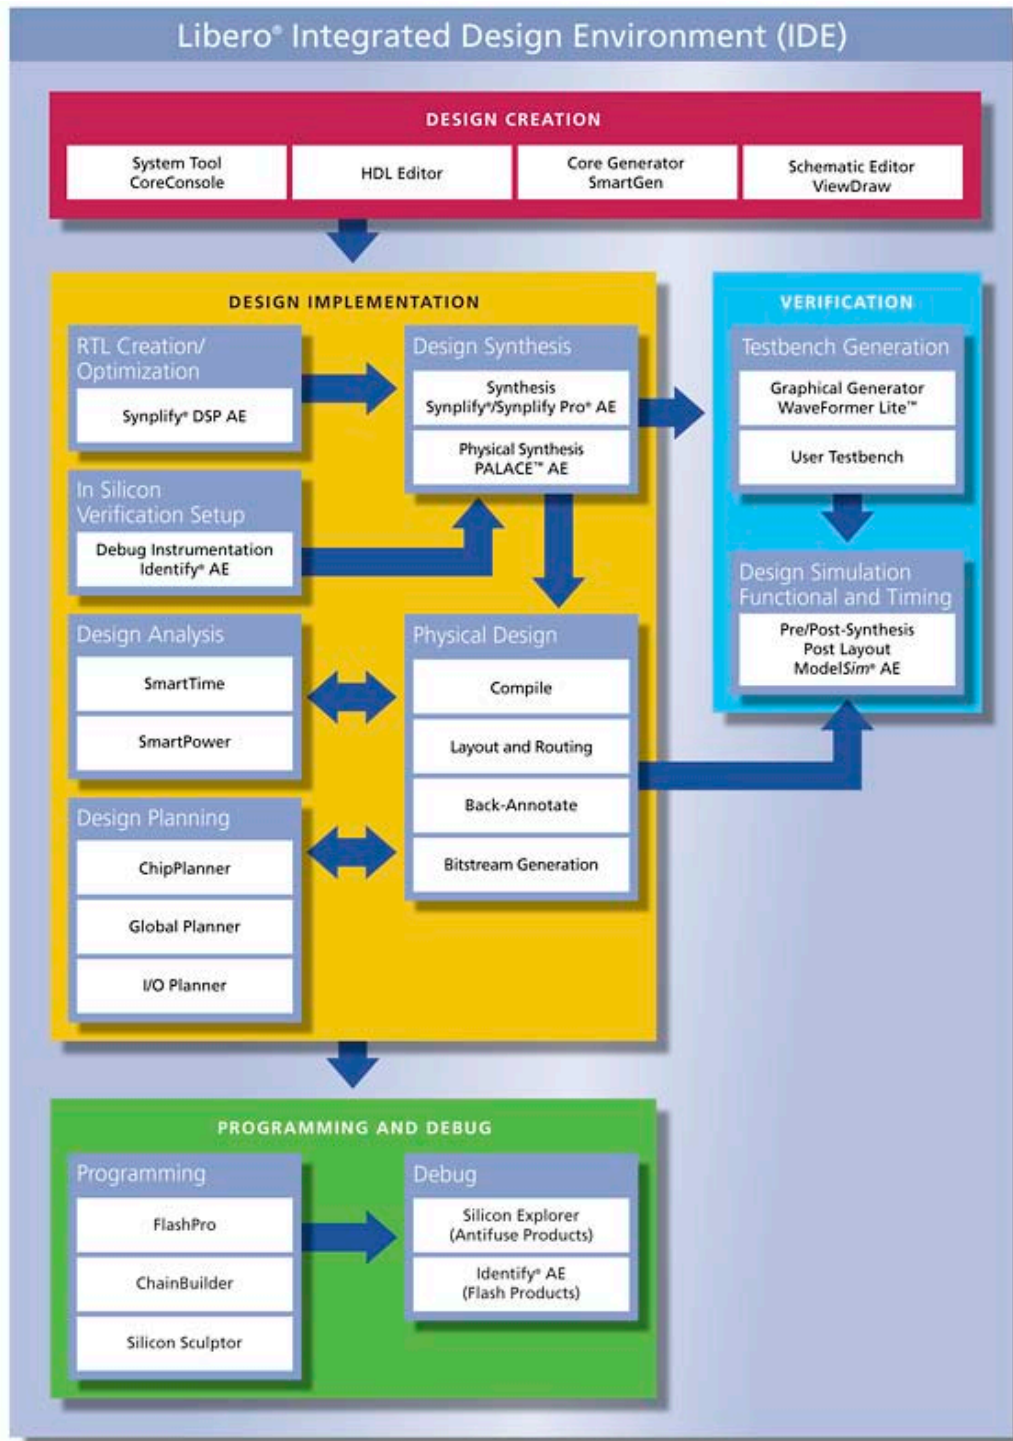 Libero® Integrated Design Environment (IDE)
DESIGN CREATION
System Tool
CoreConsole
HDL Editor
Core Generator
SmartGen
Schematic Editor
ViewDraw
DESIGN IMPLEMENTATION
RTL Creation/
Optimization
Synplify® DSP AE
Design Synthesis
Synthesis
Synplify®/Synplify Pro® AE
Physical Synthesis
PALACE™ AE
In Silicon
Verification Setup
Debug Instrumentation
Identify® AE
Design Analysis
SmartTime
SmartPower
Physical Design
Compile
Layout and Routing
Back-Annotate
Bitstream Generation
Design Planning
ChipPlanner
Global Planner
I/O Planner
VERIFICATION
Testbench Generation
Graphical Generator
WaveFormer Lite™
User Testbench
Design Simulation
Functional and Timing
Pre/Post-Synthesis
Post Layout
ModelSim® AE
PROGRAMMING AND DEBUG
Programming
FlashPro
ChainBuilder
Silicon Sculptor
Debug
Silicon Explorer
(Antifuse Products)
Identify® AE
(Flash Products)